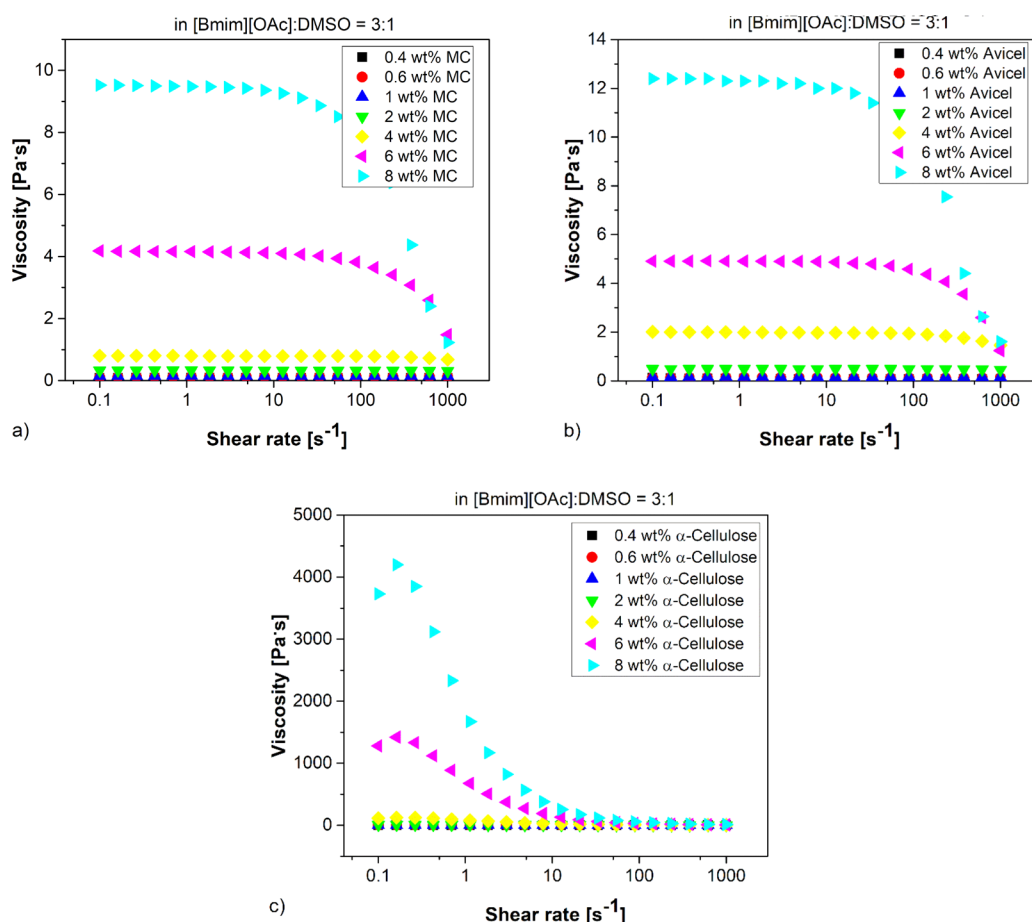 in [Bmim][OAc]:DMSO = 3:1
Viscosity [Pa·s]
10
8
6
4
2
0
0.4 wt% MC
0.6 wt% MC
1 wt% MC
2 wt% MC
4 wt% MC
6 wt% MC
8 wt% MC
0.1
1
10
100
1000
Shear rate [s-1]
a)
in [Bmim][OAc]:DMSO = 3:1
Viscosity [Pa·s]
14
12
10
8
6
4
2
0
0.4 wt% Avicel
0.6 wt% Avicel
1 wt% Avicel
2 wt% Avicel
4 wt% Avicel
6 wt% Avicel
8 wt% Avicel
0.1
1
10
100
1000
Shear rate [s-1]
b)
in [Bmim][OAc]:DMSO = 3:1
Viscosity [Pa·s]
5000
4000
3000
2000
1000
0
0.4 wt% α-Cellulose
0.6 wt% α-Cellulose
1 wt% α-Cellulose
2 wt% α-Cellulose
4 wt% α-Cellulose
6 wt% α-Cellulose
8 wt% α-Cellulose
0.1
1
10
100
1000
Shear rate [s-1]
c)